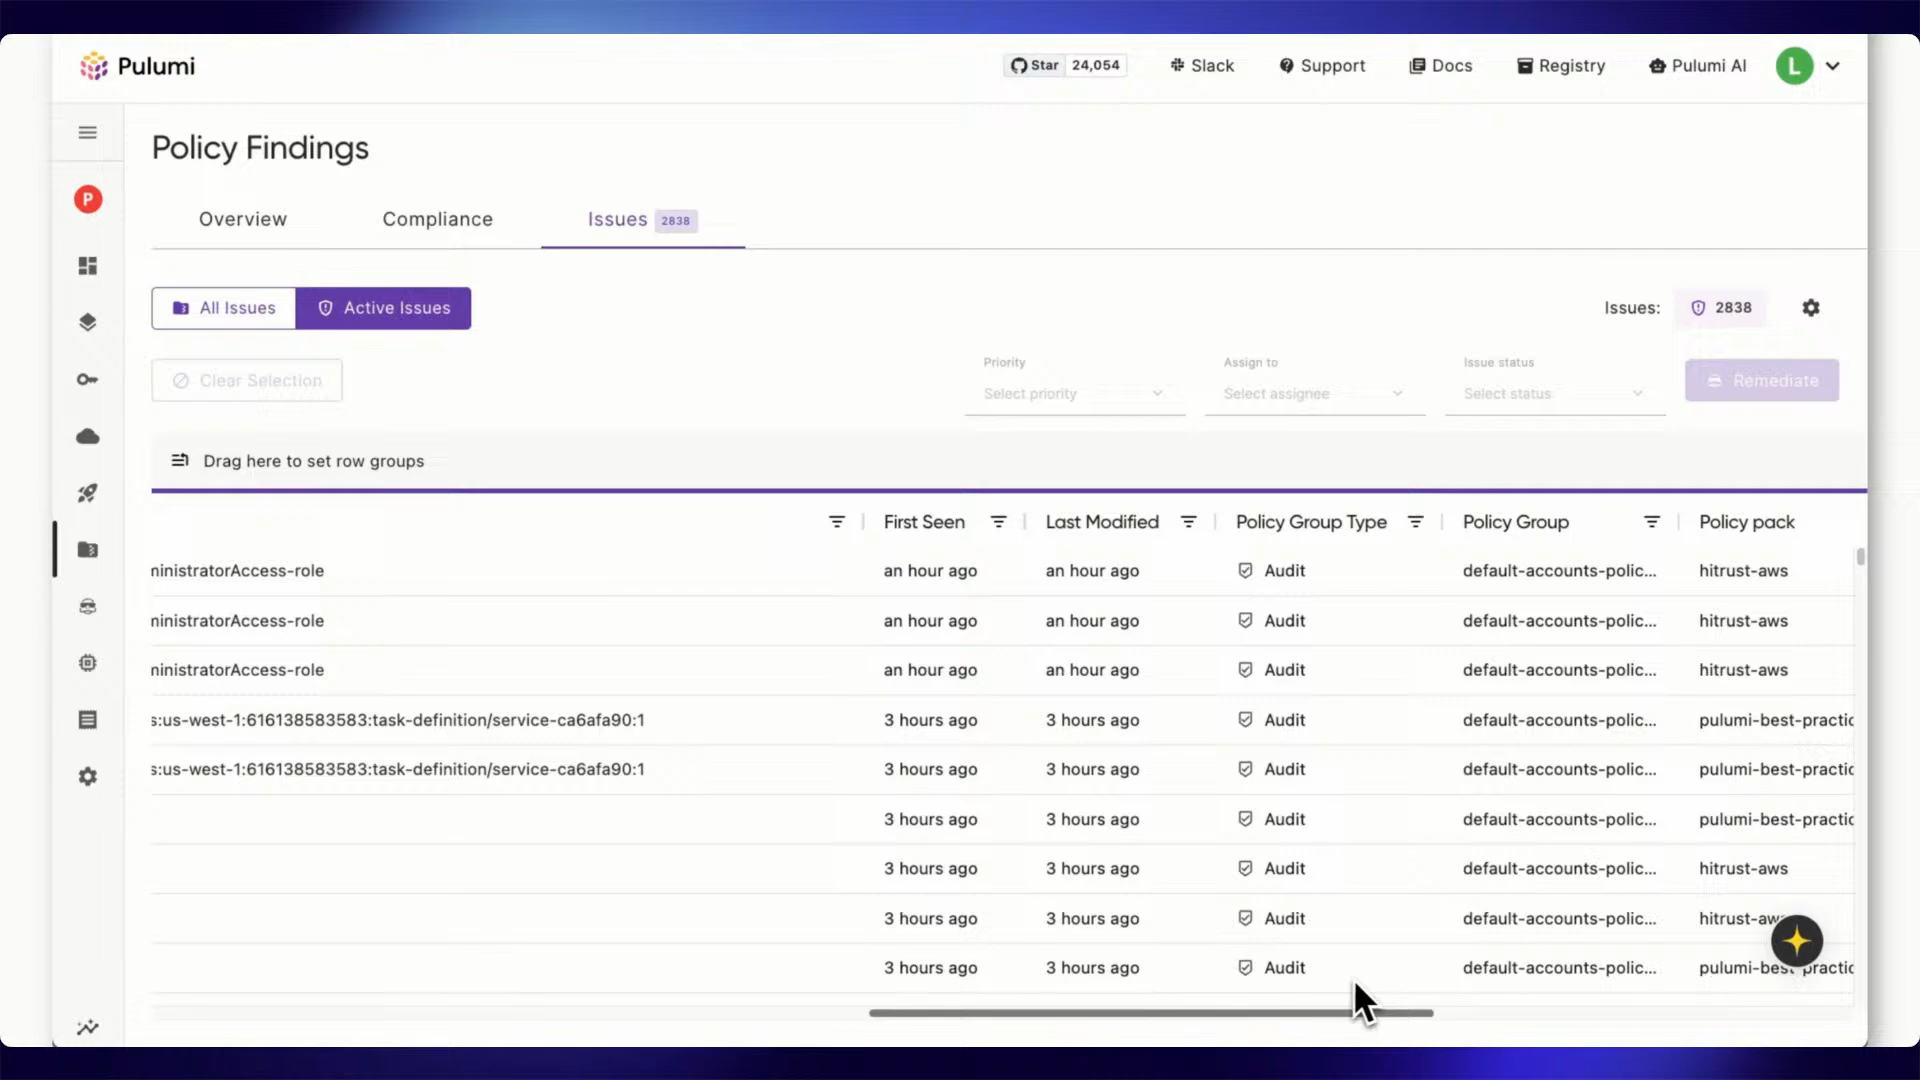 Pulumi
Star 24,054
Slack
Support
Docs
Registry
Pulumi AI
L
P
Policy Findings
Overview
Compliance
Issues 2838
All Issues
Active Issues
Issues: 2838
Clear Selection
Priority
Select priority
Assign to
Select assignee
Issue status
Select status
Remediate
Drag here to set row groups
First Seen Last Modified Policy Group Type Policy Group Policy pack
ministratorAccess-role an hour ago an hour ago Audit default-accounts-polic... hitrust-aws
ministratorAccess-role an hour ago an hour ago Audit default-accounts-polic... hitrust-aws
ministratorAccess-role an hour ago an hour ago Audit default-accounts-polic... hitrust-aws
s:us-west-1:616138583583:task-definition/service-ca6afa90:1 3 hours ago 3 hours ago Audit default-accounts-polic... pulumi-best-practic
s:us-west-1:616138583583:task-definition/service-ca6afa90:1 3 hours ago 3 hours ago Audit default-accounts-polic... pulumi-best-practic
3 hours ago 3 hours ago Audit default-accounts-polic... pulumi-best-practic
3 hours ago 3 hours ago Audit default-accounts-polic... hitrust-aws
3 hours ago 3 hours ago Audit default-accounts-polic... hitrust-aws
3 hours ago 3 hours ago Audit default-accounts-polic... pulumi-best-practic